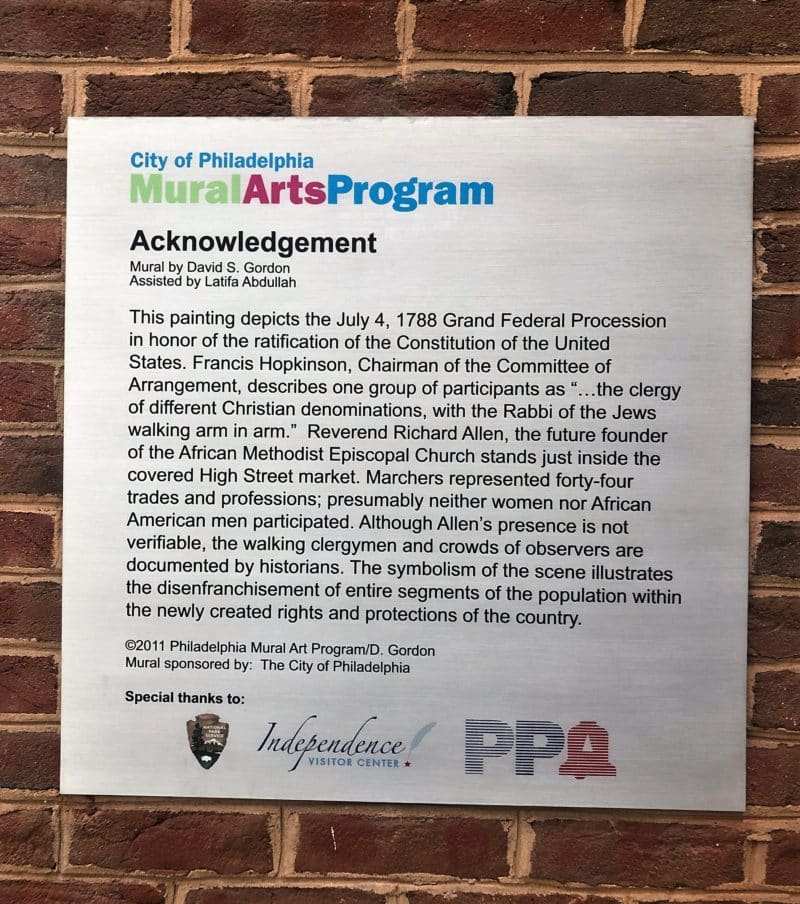 City of Philadelphia
MuralArtsProgram
Acknowledgement
Mural by David S. Gordon
Assisted by Latifa Abdullah
This painting depicts the July 4, 1788 Grand Federal Procession
in honor of the ratification of the Constitution of the United
States. Francis Hopkinson, Chairman of the Committee of
Arrangement, describes one group of participants as “…the clergy
of different Christian denominations, with the Rabbi of the Jews
walking arm in arm.” Reverend Richard Allen, the future founder
of the African Methodist Episcopal Church stands just inside the
covered High Street market. Marchers represented forty-four
trades and professions; presumably neither women nor African
American men participated. Although Allen’s presence is not
verifiable, the walking clergymen and crowds of observers are
documented by historians. The symbolism of the scene illustrates
the disenfranchisement of entire segments of the population within
the newly created rights and protections of the country.
©2011 Philadelphia Mural Art Program/D. Gordon
Mural sponsored by: The City of Philadelphia
Special thanks to:
NATIONAL
PARK
SERVICE
Independence
VISITOR CENTER
PPA